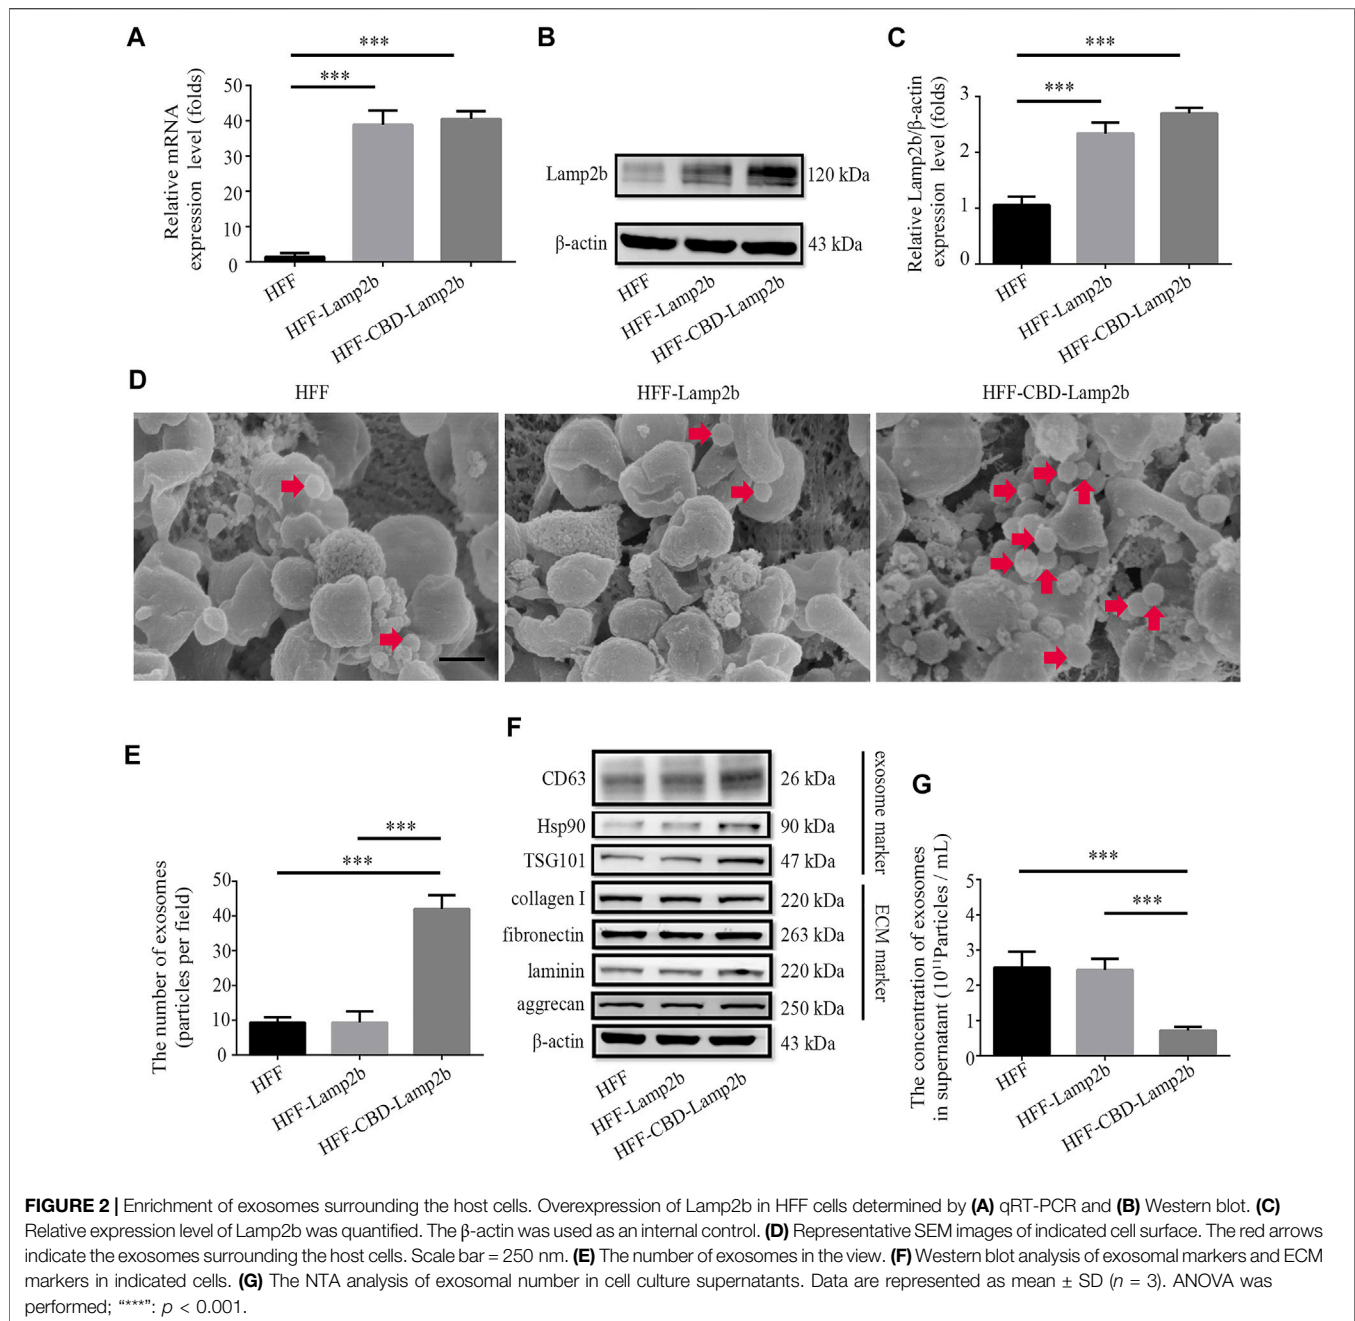 A
***
***
Relative mRNA
expression level (folds)
50
40
30
20
10
0
HFF
HFF-Lamp2b
HFF-CBD-Lamp2b
B
Lamp2b
120 kDa
β-actin
43 kDa
HFF
HFF-Lamp2b
HFF-CBD-Lamp2b
C
***
***
Relative Lamp2b/β-actin
expression level (folds)
3
2
1
0
HFF
HFF-Lamp2b
HFF-CBD-Lamp2b
D
HFF
HFF-Lamp2b
HFF-CBD-Lamp2b
E
***
***
The number of exosomes
(particles per field)
50
40
30
20
10
0
HFF
HFF-Lamp2b
HFF-CBD-Lamp2b
F
CD63
26 kDa
Hsp90
90 kDa
TSG101
47 kDa
exosome marker
collagen I
220 kDa
fibronectin
263 kDa
laminin
220 kDa
aggrecan
250 kDa
ECM marker
β-actin
43 kDa
HFF
HFF-Lamp2b
HFF-CBD-Lamp2b
G
***
***
The concentration of exosomes
in supernatant (10¹¹Particles / mL)
5
4
3
2
1
0
HFF
HFF-Lamp2b
HFF-CBD-Lamp2b
FIGURE 2 | Enrichment of exosomes surrounding the host cells. Overexpression of Lamp2b in HFF cells determined by (A) qRT-PCR and (B) Western blot. (C)
Relative expression level of Lamp2b was quantified. The β-actin was used as an internal control. (D) Representative SEM images of indicated cell surface. The red arrows
indicate the exosomes surrounding the host cells. Scale bar = 250 nm. (E) The number of exosomes in the view. (F) Western blot analysis of exosomal markers and ECM
markers in indicated cells. (G) The NTA analysis of exosomal number in cell culture supernatants. Data are represented as mean ± SD (n = 3). ANOVA was
performed; “***”: p < 0.001.